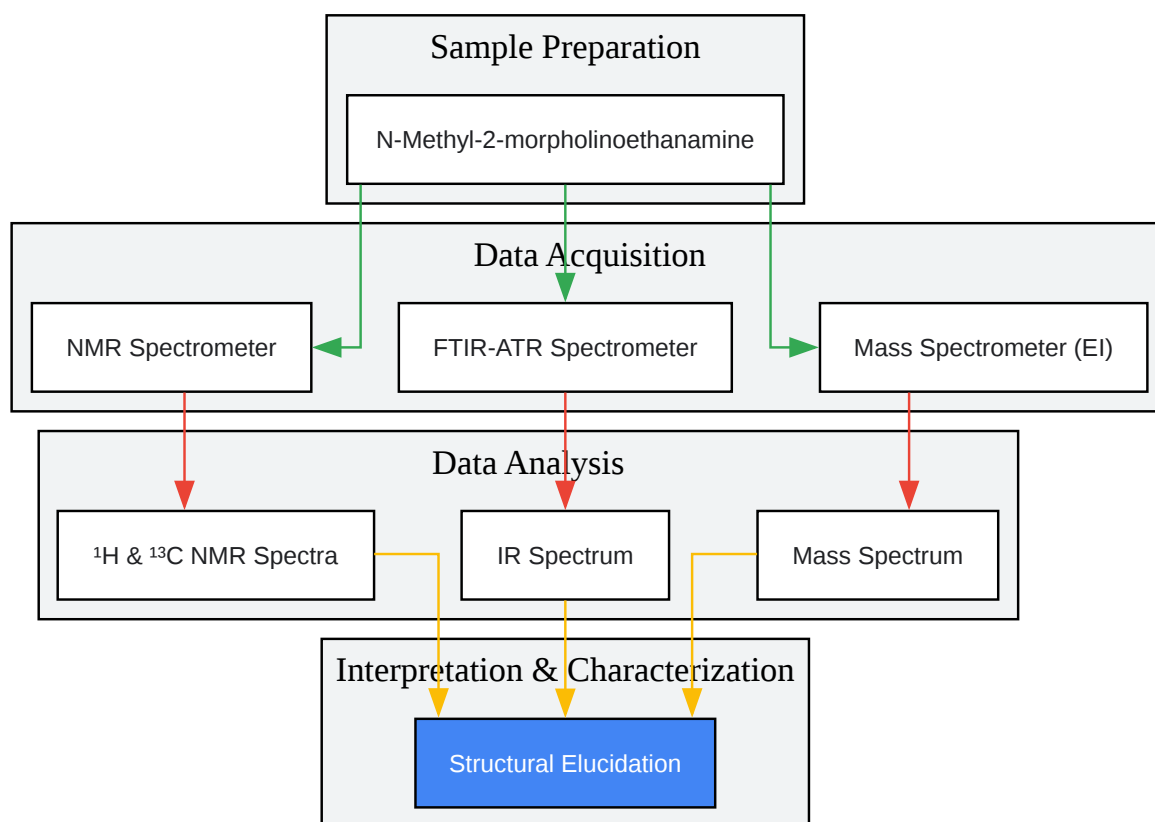 Sample Preparation
N-Methyl-2-morpholinoethanamine
Data Acquisition
NMR Spectrometer
FTIR-ATR Spectrometer
Mass Spectrometer (EI)
Data Analysis
¹H & ¹³C NMR Spectra
IR Spectrum
Mass Spectrum
Interpretation & Characterization
Structural Elucidation